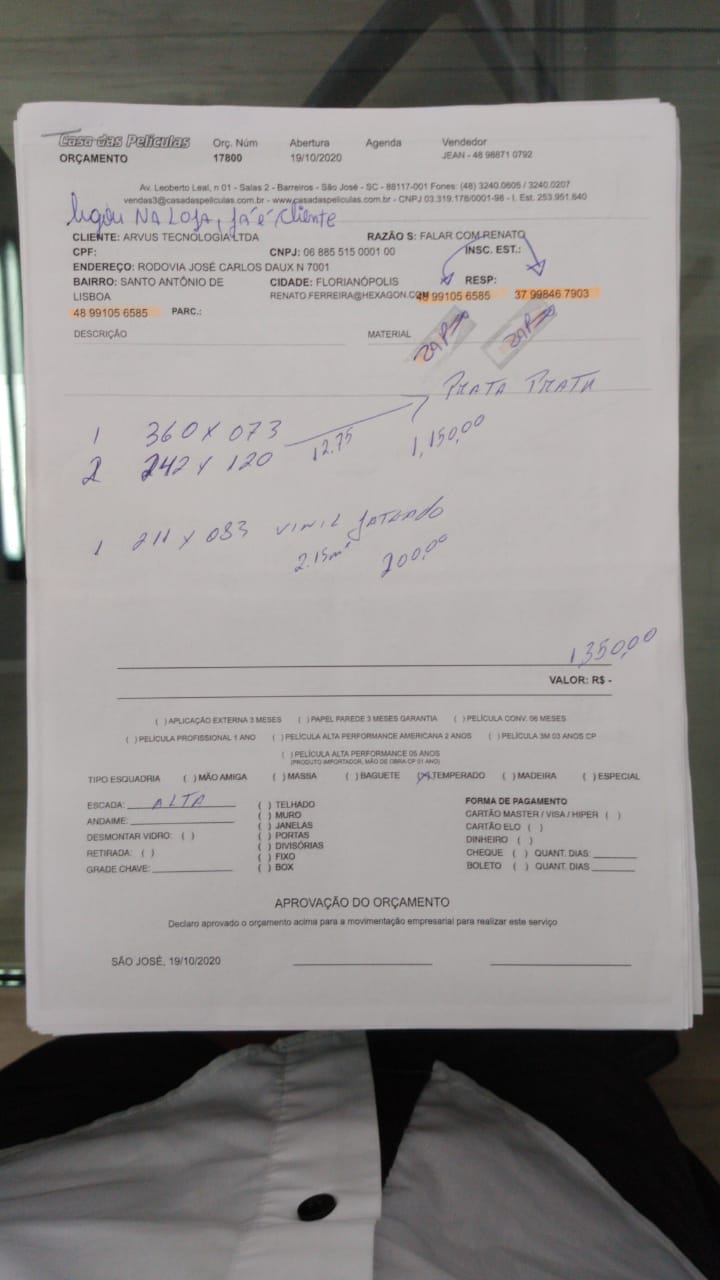 Casa das Películas Orç. Núm Abertura Agenda Vendedor
ORÇAMENTO 17800 19/10/2020 JEAN - 48 98871 0792
Av. Leoberto Leal, n 01 - Salas 2 - Barreiros - São José - SC - 88117-001 Fones: (48) 3240.0605 / 3240.0207
vendas3@casadaspeliculas.com.br - www.casadaspeliculas.com.br - CNPJ 03.319.178/0001-98 - I. Est. 253.951.640
ligou NA LOJA, já é cliente
CLIENTE: ARVUS TECNOLOGIA LTDA RAZÃO S: FALAR COM RENATO
CPF: CNPJ: 06 885 515 0001 00 INSC. EST.:
ENDEREÇO: RODOVIA JOSÉ CARLOS DAUX N 7001
BAIRRO: SANTO ANTÔNIO DE CIDADE: FLORIANÓPOLIS RESP:
LISBOA RENATO.FERREIRA@HEXAGON.COM 48 99105 6585 37 99846 7903
48 99105 6585 PARC.:
DESCRIÇÃO MATERIAL
PRATA PRATA
1 360 x 073
12.75 1,150,00
2 242 x 120
1 211 x 083 VINIL JATEADO
2.15m² 200,00
1,350,00
VALOR: R$ -
( ) APLICAÇÃO EXTERNA 3 MESES ( ) PAPEL PAREDE 3 MESES GARANTIA ( ) PELÍCULA CONV. 06 MESES
( ) PELÍCULA PROFISSIONAL 1 ANO ( ) PELÍCULA ALTA PERFORMANCE AMERICANA 2 ANOS ( ) PELÍCULA 3M 03 ANOS CP
( ) PELÍCULA ALTA PERFORMANCE 05 ANOS
(PRODUTO IMPORTADOR, MÃO DE OBRA CP 01 ANO)
TIPO ESQUADRIA ( ) MÃO AMIGA ( ) MASSA ( ) BAGUETE (X) TEMPERADO ( ) MADEIRA ( ) ESPECIAL
ESCADA: ALTA ( ) TELHADO FORMA DE PAGAMENTO
ANDAIME: ( ) MURO CARTÃO MASTER / VISA / HIPER ( )
( ) JANELAS CARTÃO ELO ( )
DESMONTAR VIDRO: ( ) ( ) PORTAS DINHEIRO ( )
RETIRADA: ( ) ( ) DIVISÓRIAS CHEQUE ( ) QUANT. DIAS:
( ) FIXO
GRADE CHAVE: ( ) BOX BOLETO ( ) QUANT. DIAS
APROVAÇÃO DO ORÇAMENTO
Declaro aprovado o orçamento acima para a movimentação empresarial para realizar este serviço
SÃO JOSÉ, 19/10/2020